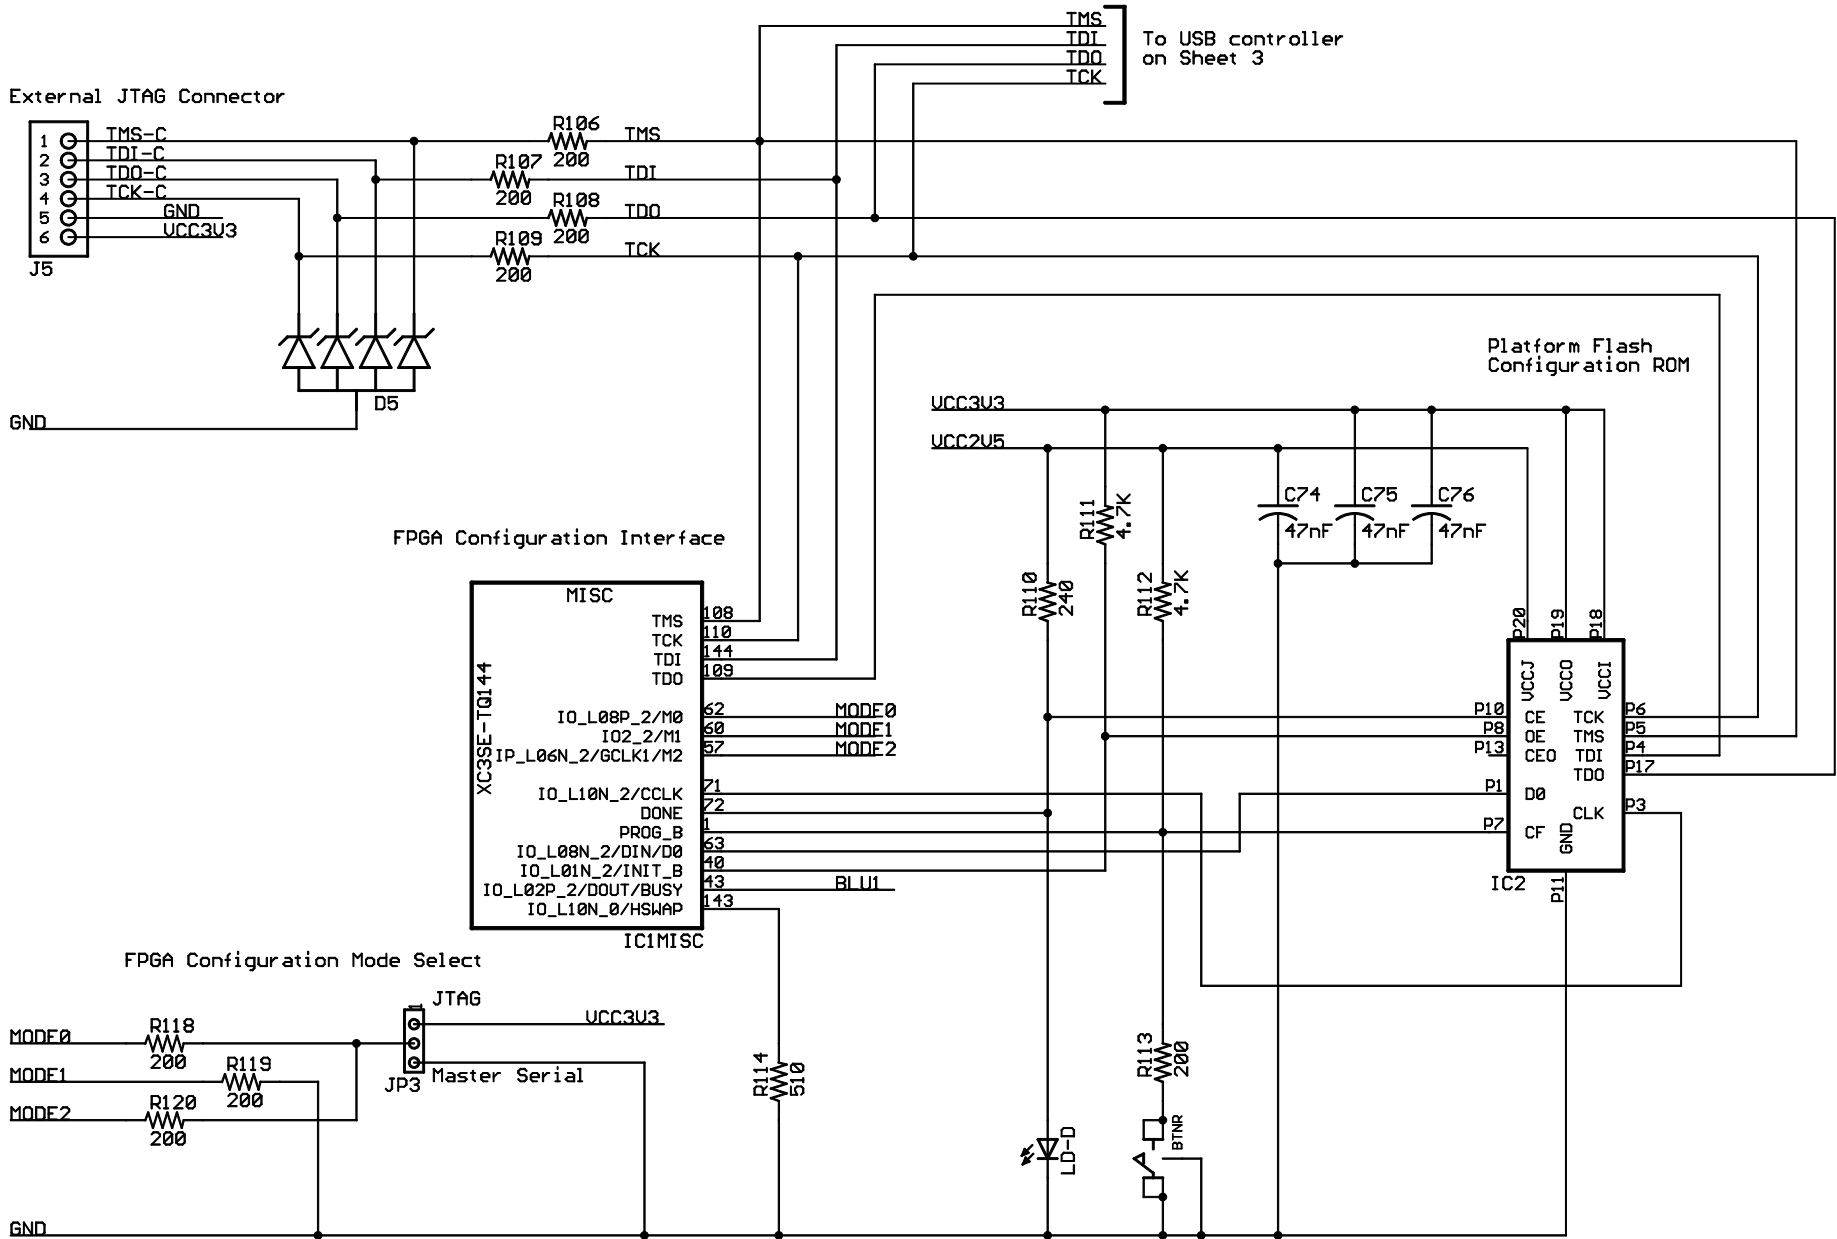 TMS
TDI
TDO
TCK
To USB controller
on Sheet 3
External JTAG Connector
1 TMS-C
2 TDI-C
3 TDO-C
4 TCK-C
5 GND
6 VCC3V3
J5
R106
200
TMS
R107
200
TDI
R108
200
TDO
R109
200
TCK
D5
GND
Platform Flash
Configuration ROM
VCC3V3
VCC2V5
R111
4.7K
R110
240
R112
4.7K
C74
47nF
C75
47nF
C76
47nF
FPGA Configuration Interface
MISC
XC3SE-TQ144
TMS 108
TCK 110
TDI 144
TDO 109
IO_L08P_2/M0 62 MODE0
IO2_2/M1 60 MODE1
IP_L06N_2/GCLK1/M2 57 MODE2
IO_L10N_2/CCLK 71
DONE 72
PROG_B 1
IO_L08N_2/DIN/D0 63
IO_L01N_2/INIT_B 40
IO_L02P_2/DOUT/BUSY 43 BLU1
IO_L10N_0/HSWAP 143
IC1MISC
P20 P19 P18
VCCJ VCCO VCCI
P10 CE TCK P6
P8 OE TMS P5
P13 CEO TDI P4
TDO P17
P1 D0
CLK P3
P7 CF
GND
IC2
P11
FPGA Configuration Mode Select
1 JTAG
VCC3V3
MODE0
R118
200
MODE1
R119
200
MODE2
R120
200
JP3
Master Serial
R114
510
R113
200
LD-D
BTNR
GND